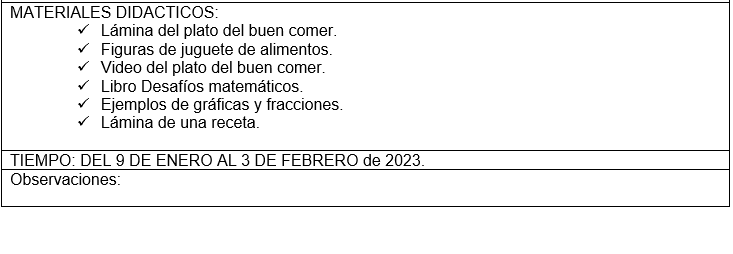 MATERIALES DIDACTICOS:
✓ Lámina del plato del buen comer.
✓ Figuras de juguete de alimentos.
✓ Video del plato del buen comer.
✓ Libro Desafíos matemáticos.
✓ Ejemplos de gráficas y fracciones.
✓ Lámina de una receta.
TIEMPO: DEL 9 DE ENERO AL 3 DE FEBRERO de 2023.
Observaciones: